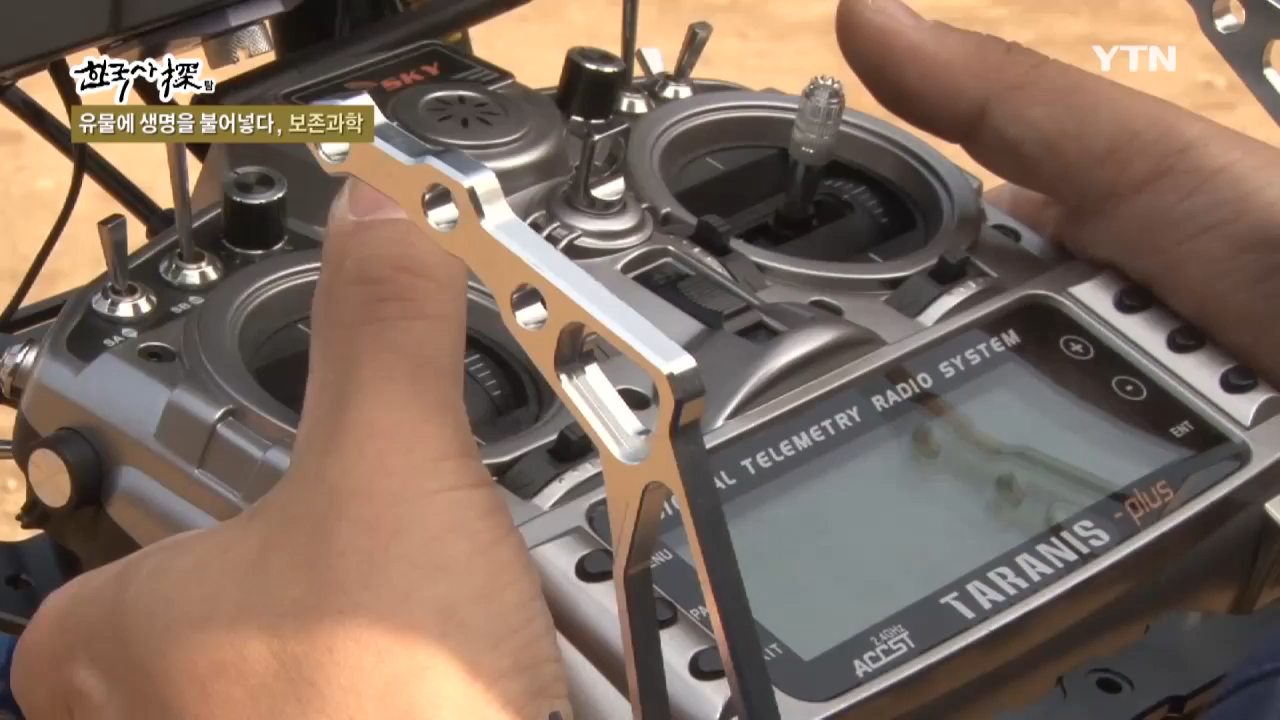 한국사 探 탐
YTN
유물에 생명을 불어넣다, 보존과학
SKY
SB
SA
AL TELEMETRY RADIO SYSTEM
+
-
ENT
TARANIS -plus
2.4GHz
ACCST